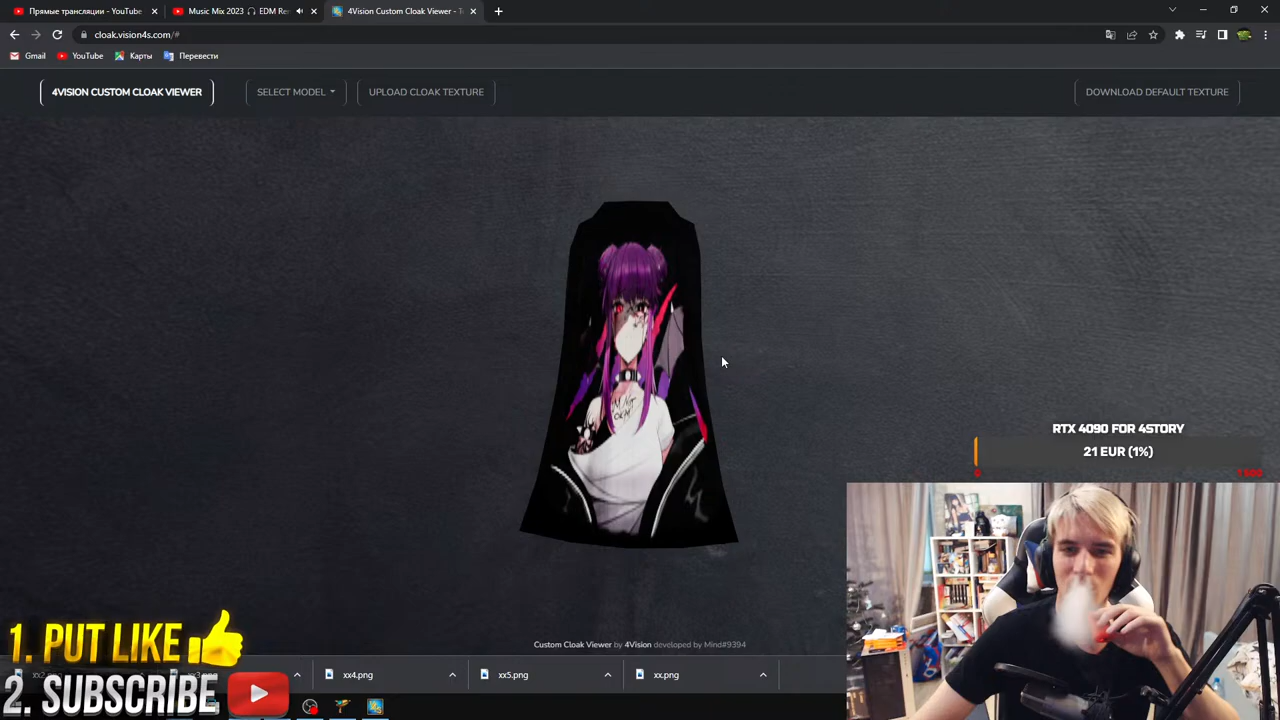 Прямые трансляции - YouTube
Music Mix 2023 🎧 EDM Re
4Vision Custom Cloak Viewer - T
cloak.vision4s.com/#
Gmail
YouTube
Карты
Перевести
4VISION CUSTOM CLOAK VIEWER
SELECT MODEL
UPLOAD CLOAK TEXTURE
DOWNLOAD DEFAULT TEXTURE
RTX 4090 FOR 4STORY
21 EUR (1%)
0
1500
1. PUT LIKE
2. SUBSCRIBE
Custom Cloak Viewer by 4Vision developed by Mind#9394
xx4.png
xx5.png
xx.png